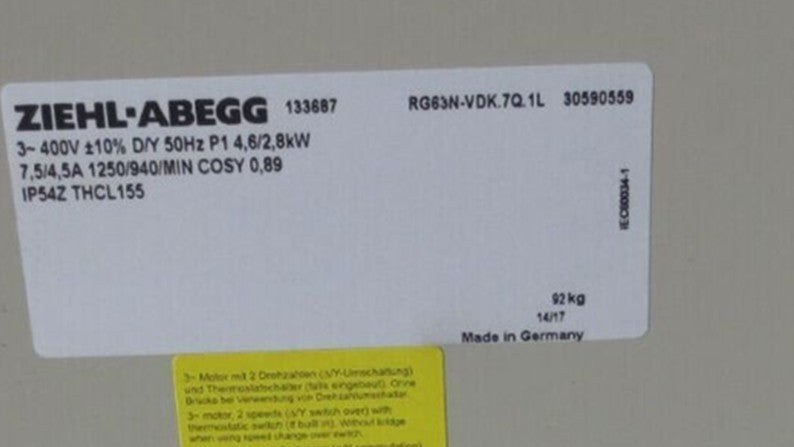 ZIEHL-ABEGG 133687 RG63N-VDK.7Q.1L 30590559
3~ 400V ±10% D/Y 50Hz P1 4,6/2,8kW
7,5/4,5A 1250/940/MIN COSY 0,89
IP54Z THCL155
IEC60034-1
92kg
14/17
Made in Germany
3~ Motor mit 2 Drehzahlen (Δ/Y-Umschaltung)
und Thermostatschalter (falls eingebaut). Ohne
Brücke bei Verwendung von Drehzahlumschalter.
3~ motor, 2 speeds (Δ/Y switch over) with
thermostatic switch (if built in). Without bridge
when using speed change over switch.